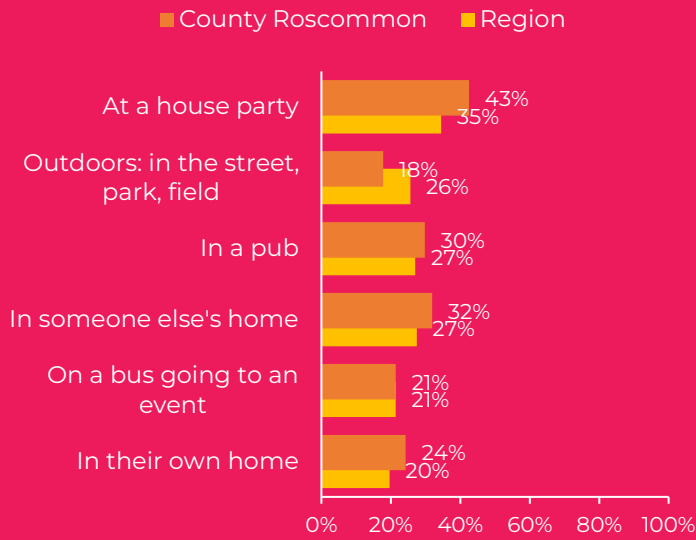 County Roscommon Region
At a house party
43%
35%
Outdoors: in the street,
park, field
18%
26%
In a pub
30%
27%
In someone else's home
32%
27%
On a bus going to an
event
21%
21%
In their own home
24%
20%
0% 20% 40% 60% 80% 100%